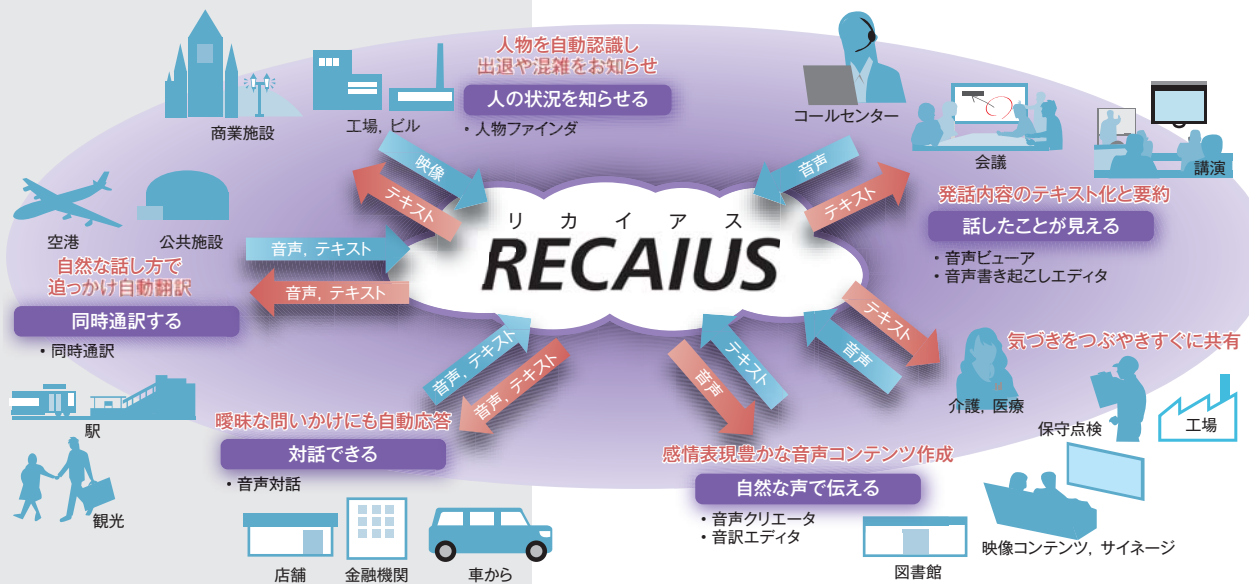 人物を自動認識し
出退や混雑をお知らせ
人の状況を知らせる
・人物ファインダ
商業施設
工場, ビル
コールセンター
会議
講演
映像
テキスト
音声
テキスト
発話内容のテキスト化と要約
話したことが見える
・音声ビューア
・音声書き起こしエディタ
空港
公共施設
自然な話し方で
追っかけ自動翻訳
同時通訳する
・同時通訳
音声, テキスト
音声, テキスト
リカイアス
RECAIUS
音声, テキスト
音声, テキスト
音声
テキスト
テキスト
音声
気づきをつぶやきすぐに共有
介護, 医療
保守点検
工場
駅
観光
曖昧な問いかけにも自動応答
対話できる
・音声対話
店舗
金融機関
車から
感情表現豊かな音声コンテンツ作成
自然な声で伝える
・音声クリエータ
・音訳エディタ
図書館
映像コンテンツ, サイネージ